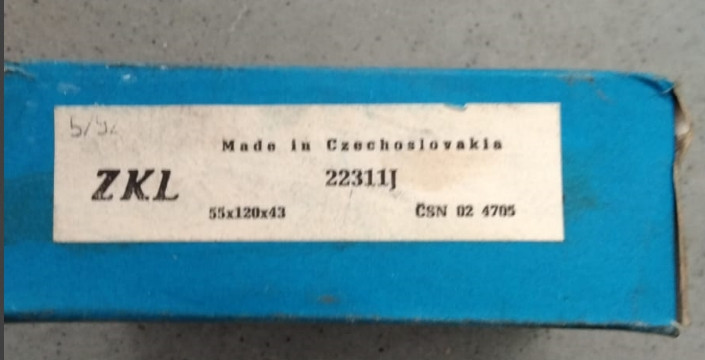 Made in Czechoslovakia
ZKL
22311J
55x120x43 ČSN 02 4705